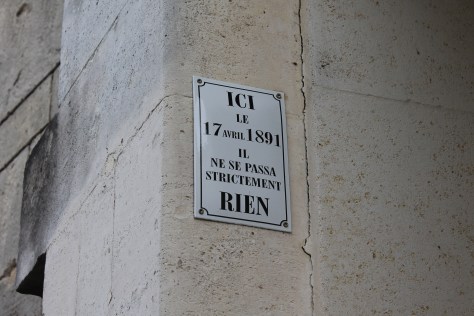 ICI
LE
17 AVRIL 1891
IL
NE SE PASSA
STRICTEMENT
RIEN